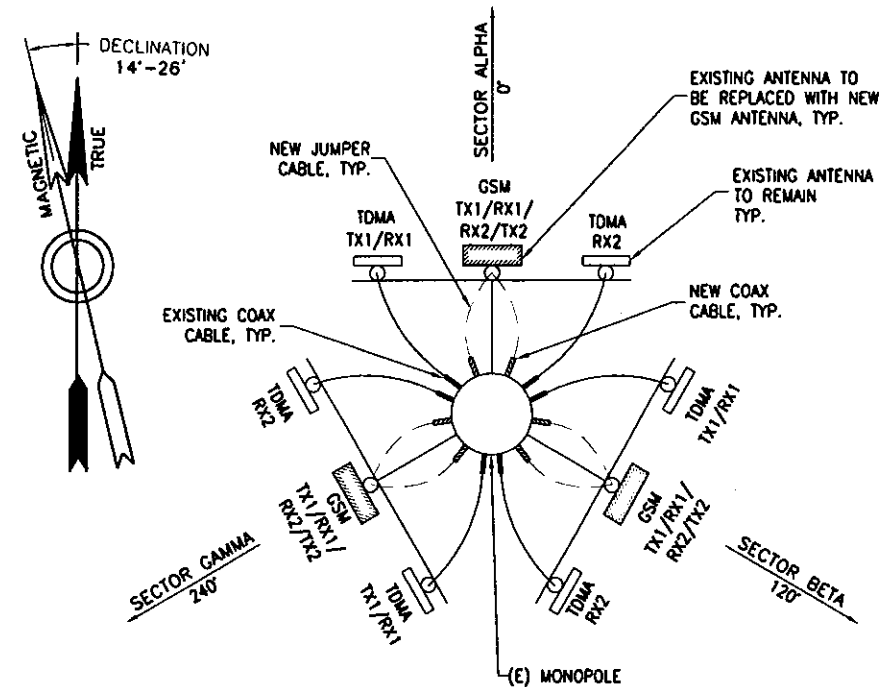 DECLINATION
14'-26'
MAGNETIC
TRUE
SECTOR ALPHA
0'
EXISTING ANTENNA TO
BE REPLACED WITH NEW
GSM ANTENNA, TYP.
NEW JUMPER
CABLE, TYP.
GSM
TX1/RX1/
RX2/TX2
EXISTING ANTENNA
TO REMAIN
TYP.
TDMA
TX1/RX1
TDMA
RX2
EXISTING COAX
CABLE, TYP.
NEW COAX
CABLE, TYP.
TDMA
RX2
TDMA
TX1/RX1
GSM
TX1/RX1/
RX2/TX2
GSM
TX1/RX1/
RX2/TX2
SECTOR GAMMA
240'
SECTOR BETA
120'
TDMA
TX1/RX1
TDMA
RX2
(E) MONOPOLE